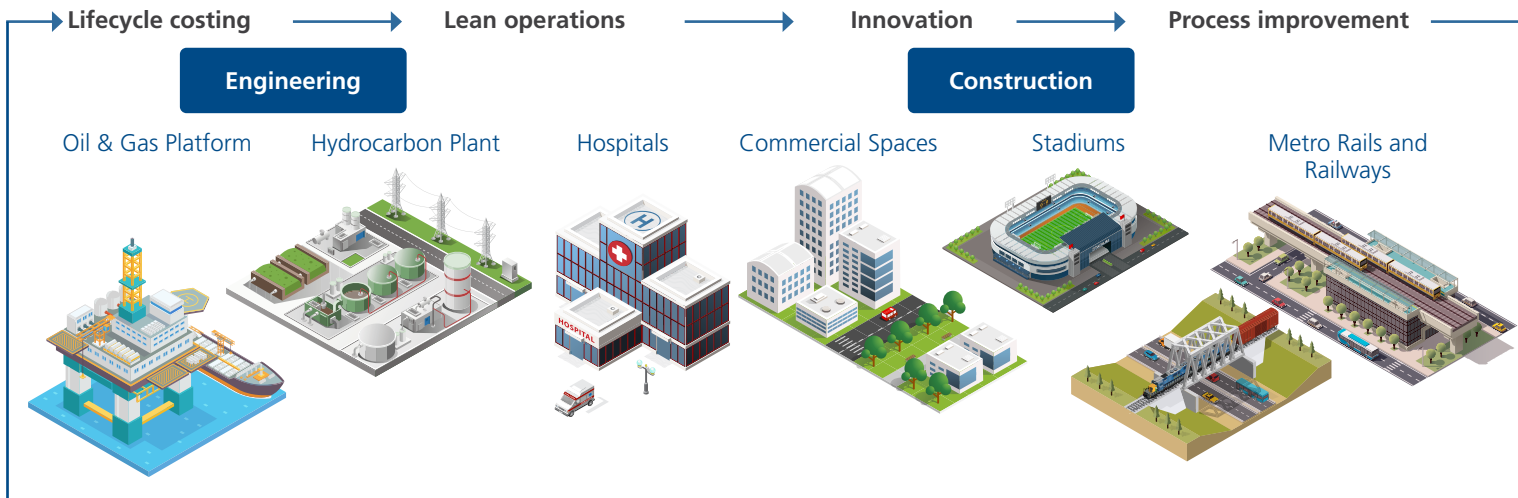 Lifecycle costing
Lean operations
Innovation
Process improvement
Engineering
Construction
Oil & Gas Platform
Hydrocarbon Plant
Hospitals
Commercial Spaces
Stadiums
Metro Rails and
Railways
H
HOSPITAL